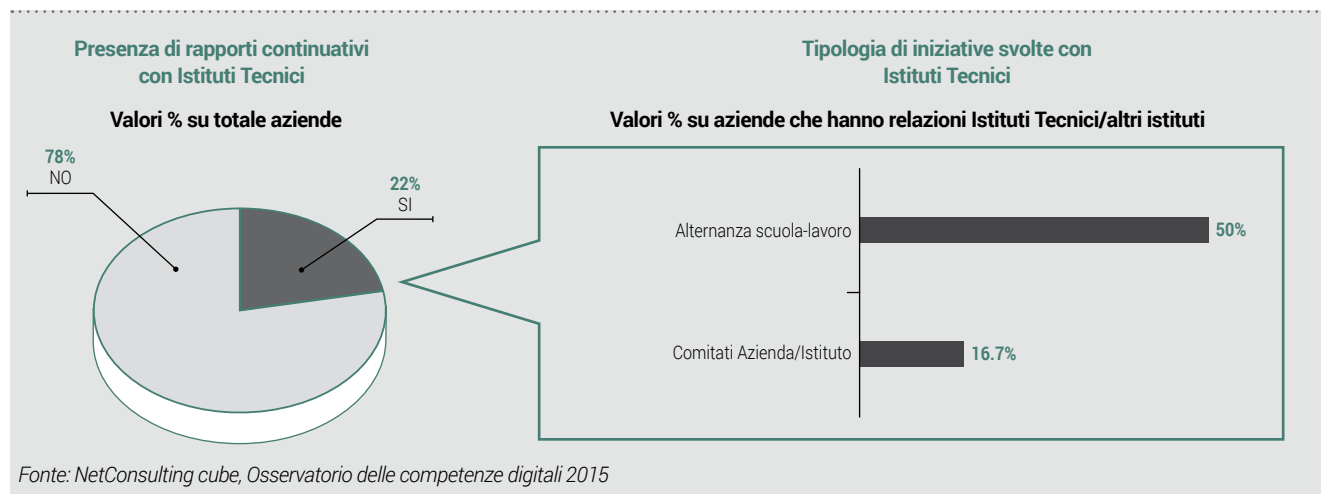 Presenza di rapporti continuativi
con Istituti Tecnici
Valori % su totale aziende
78%
NO
22%
SI
Tipologia di iniziative svolte con
Istituti Tecnici
Valori % su aziende che hanno relazioni Istituti Tecnici/altri istituti
Alternanza scuola-lavoro
50%
Comitati Azienda/Istituto
16.7%
Fonte: NetConsulting cube, Osservatorio delle competenze digitali 2015